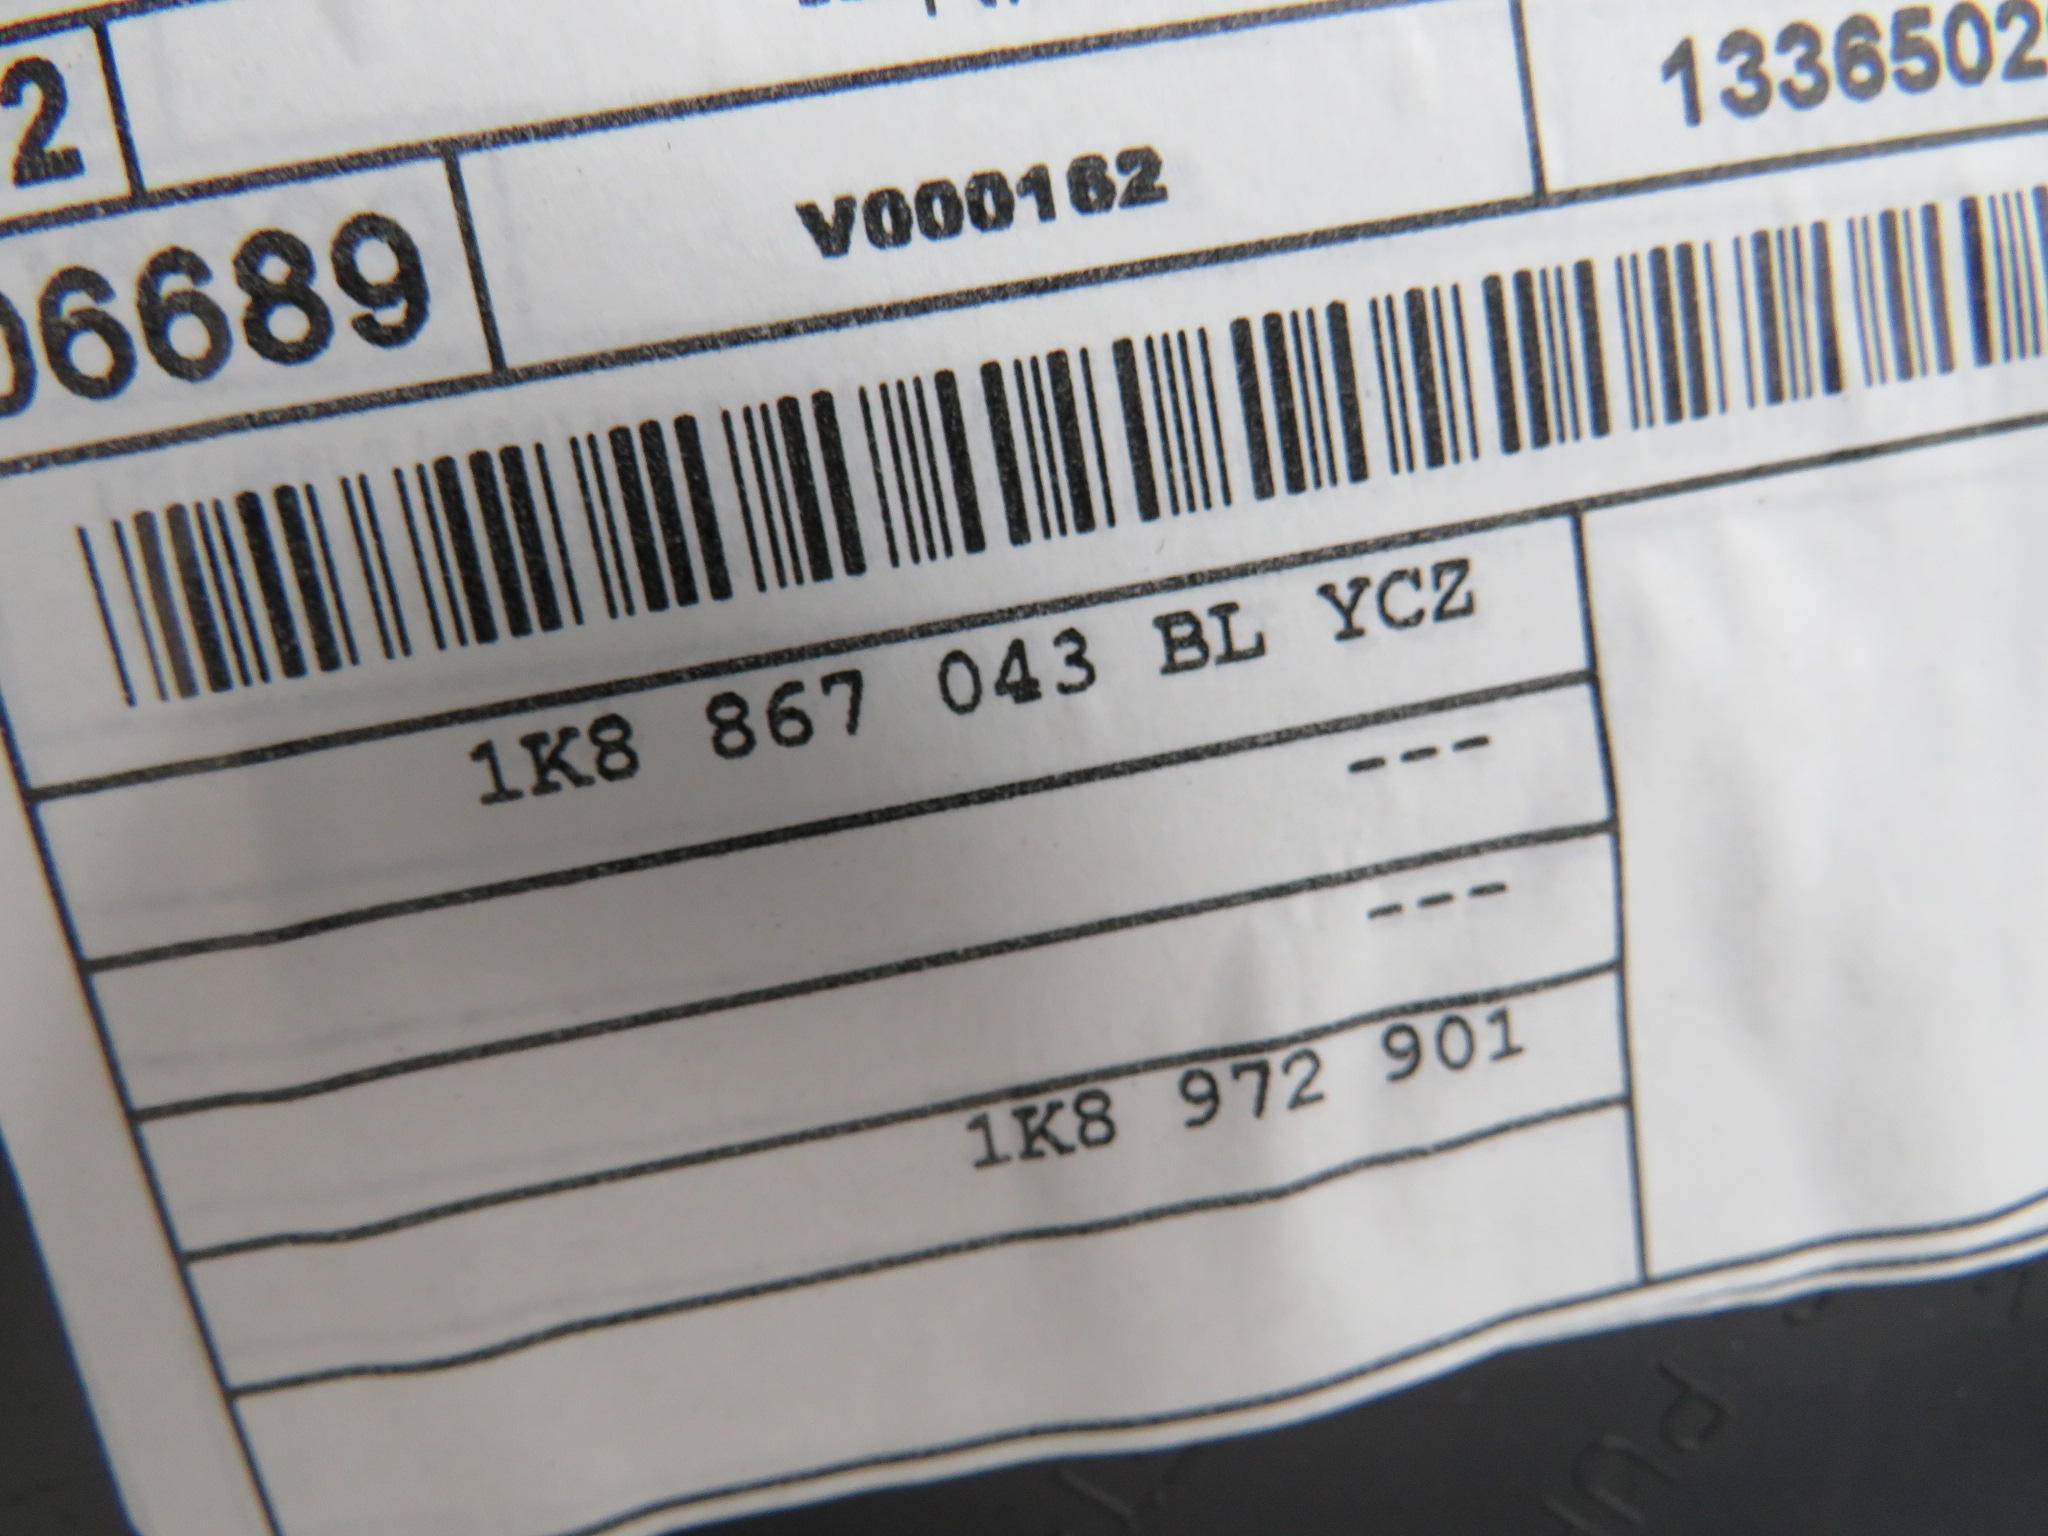 2
1336502
06689
V000162
1K8 867 043 BL YCZ
---
---
1K8 972 901